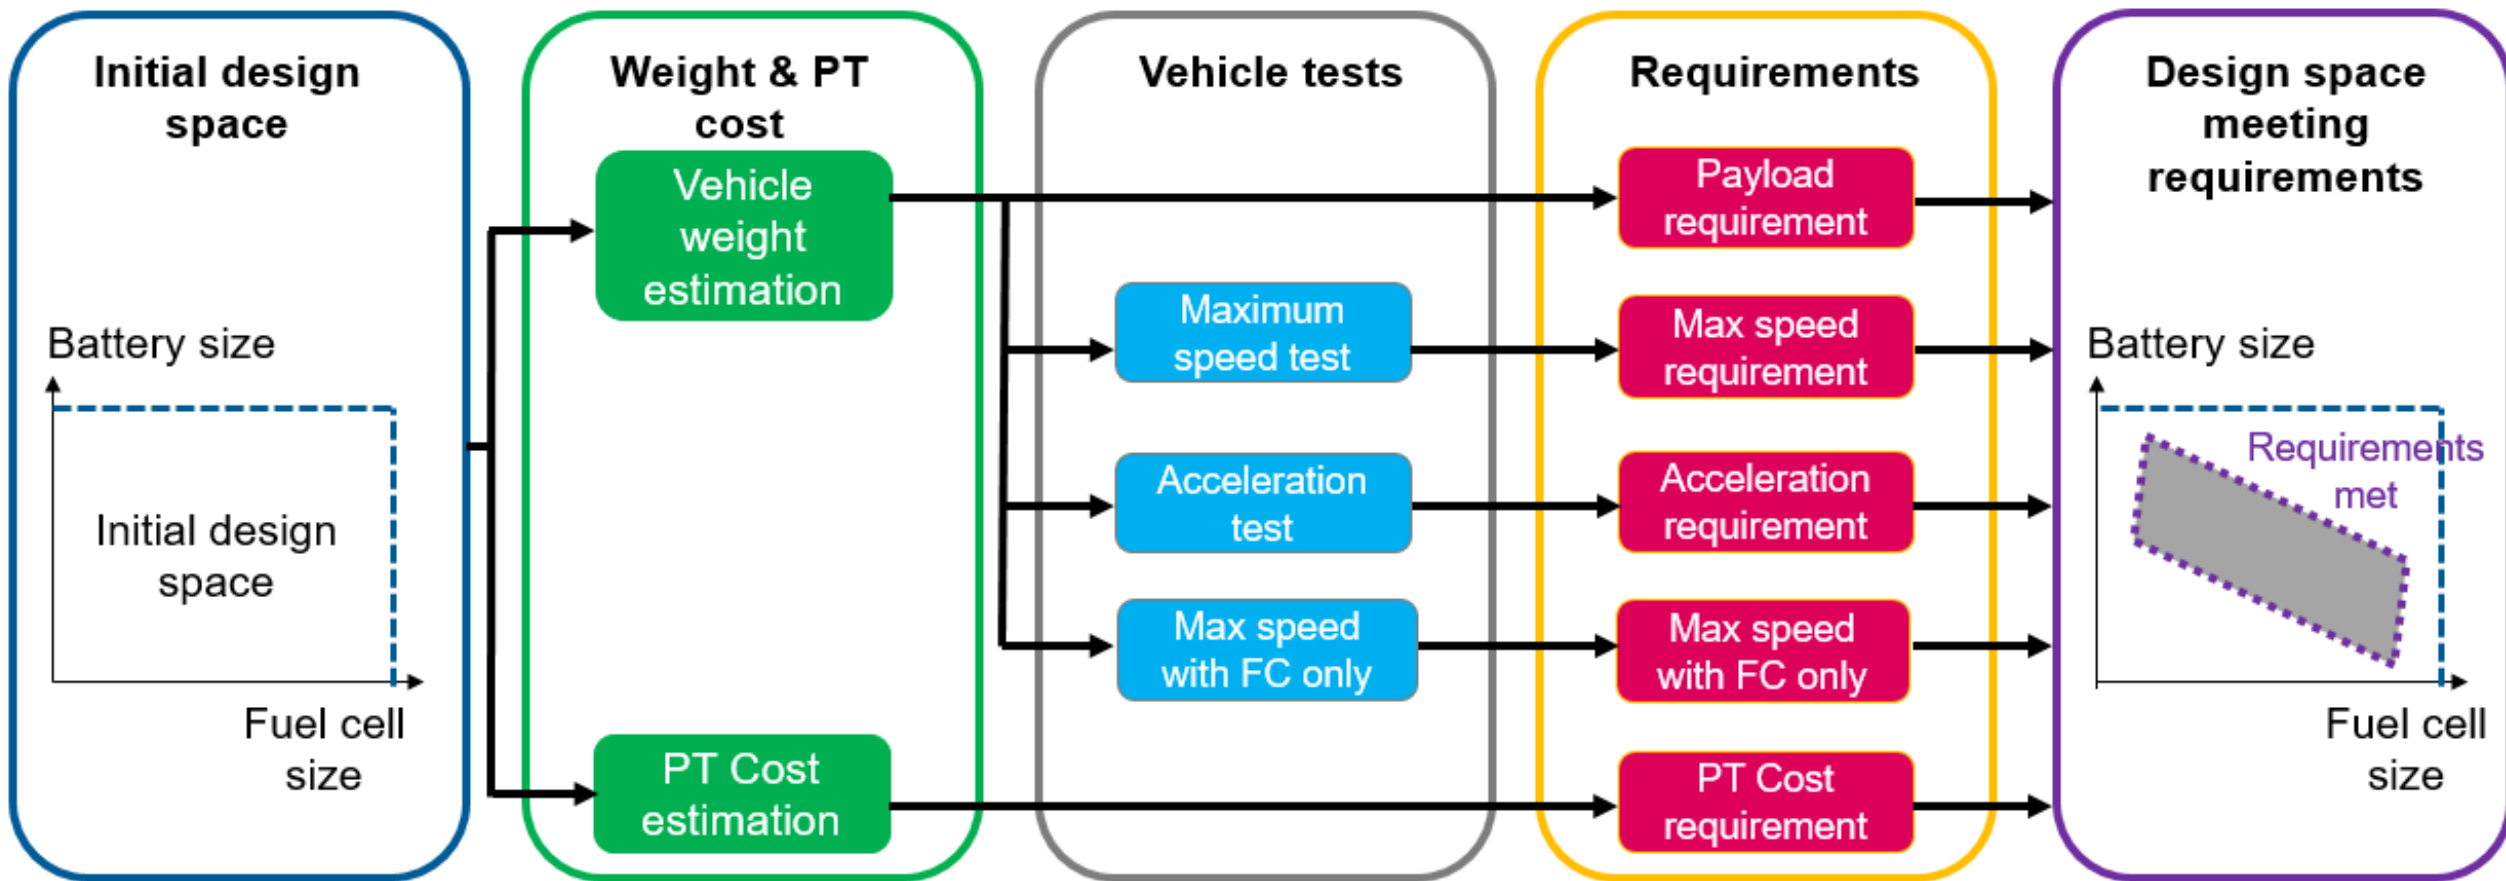 Initial design
space
Battery size
Initial design
space
Fuel cell
size
Weight & PT
cost
Vehicle
weight
estimation
PT Cost
estimation
Vehicle tests
Maximum
speed test
Acceleration
test
Max speed
with FC only
Requirements
Payload
requirement
Max speed
requirement
Acceleration
requirement
Max speed
with FC only
PT Cost
requirement
Design space
meeting
requirements
Battery size
Requirements
met
Fuel cell
size